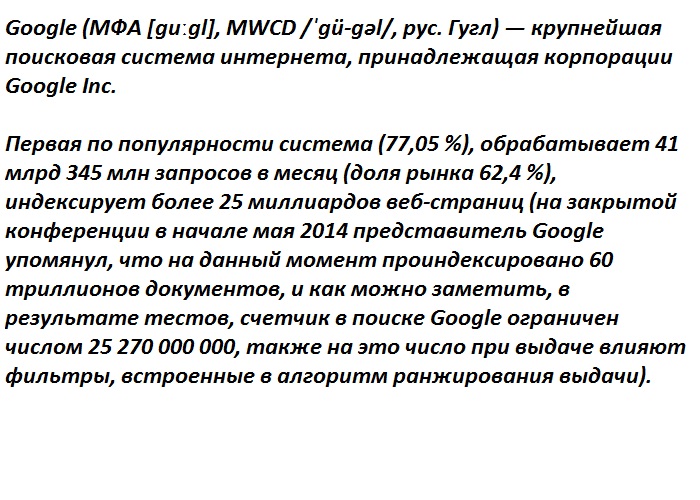 Google (МФА [guːgl], MWCD /ˈgü-gəl/, рус. Гугл) — крупнейшая
поисковая система интернета, принадлежащая корпорации
Google Inc.
Первая по популярности система (77,05 %), обрабатывает 41
млрд 345 млн запросов в месяц (доля рынка 62,4 %),
индексирует более 25 миллиардов веб-страниц (на закрытой
конференции в начале мая 2014 представитель Google
упомянул, что на данный момент проиндексировано 60
триллионов документов, и как можно заметить, в
результате тестов, счетчик в поиске Google ограничен
числом 25 270 000 000, также на это число при выдаче влияют
фильтры, встроенные в алгоритм ранжирования выдачи).